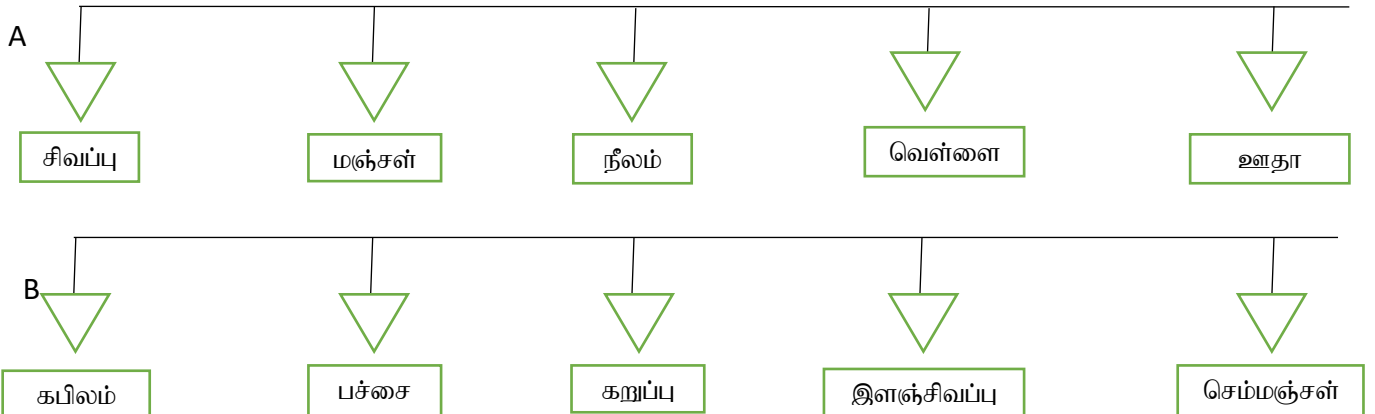 A
சிவப்பு மஞ்சள் நீலம் வெள்ளை ஊதா
B
கபிலம் பச்சை கறுப்பு இளஞ்சிவப்பு செம்மஞ்சள்